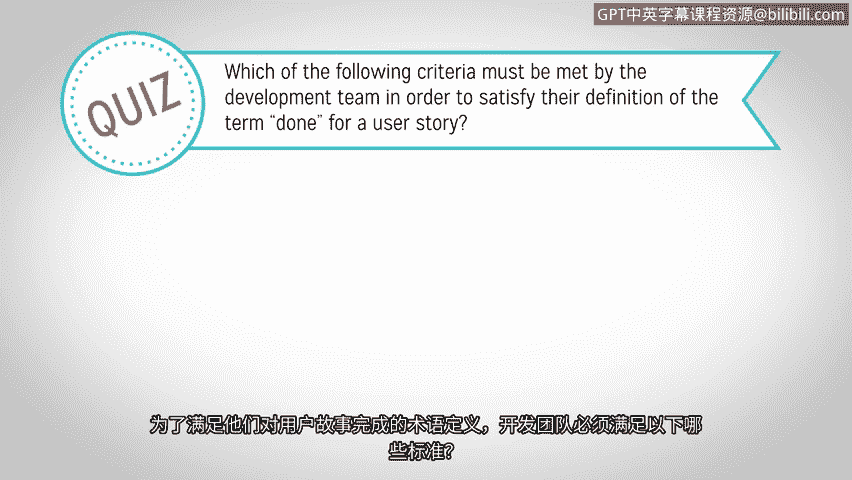 GPT中英字幕课程资源@bilibili.com
QUIZ
Which of the following criteria must be met by the
development team in order to satisfy their definition of the
term “done” for a user story?
为了满足他们对用户故事完成的术语定义，开发团队必须满足以下哪
些标准？